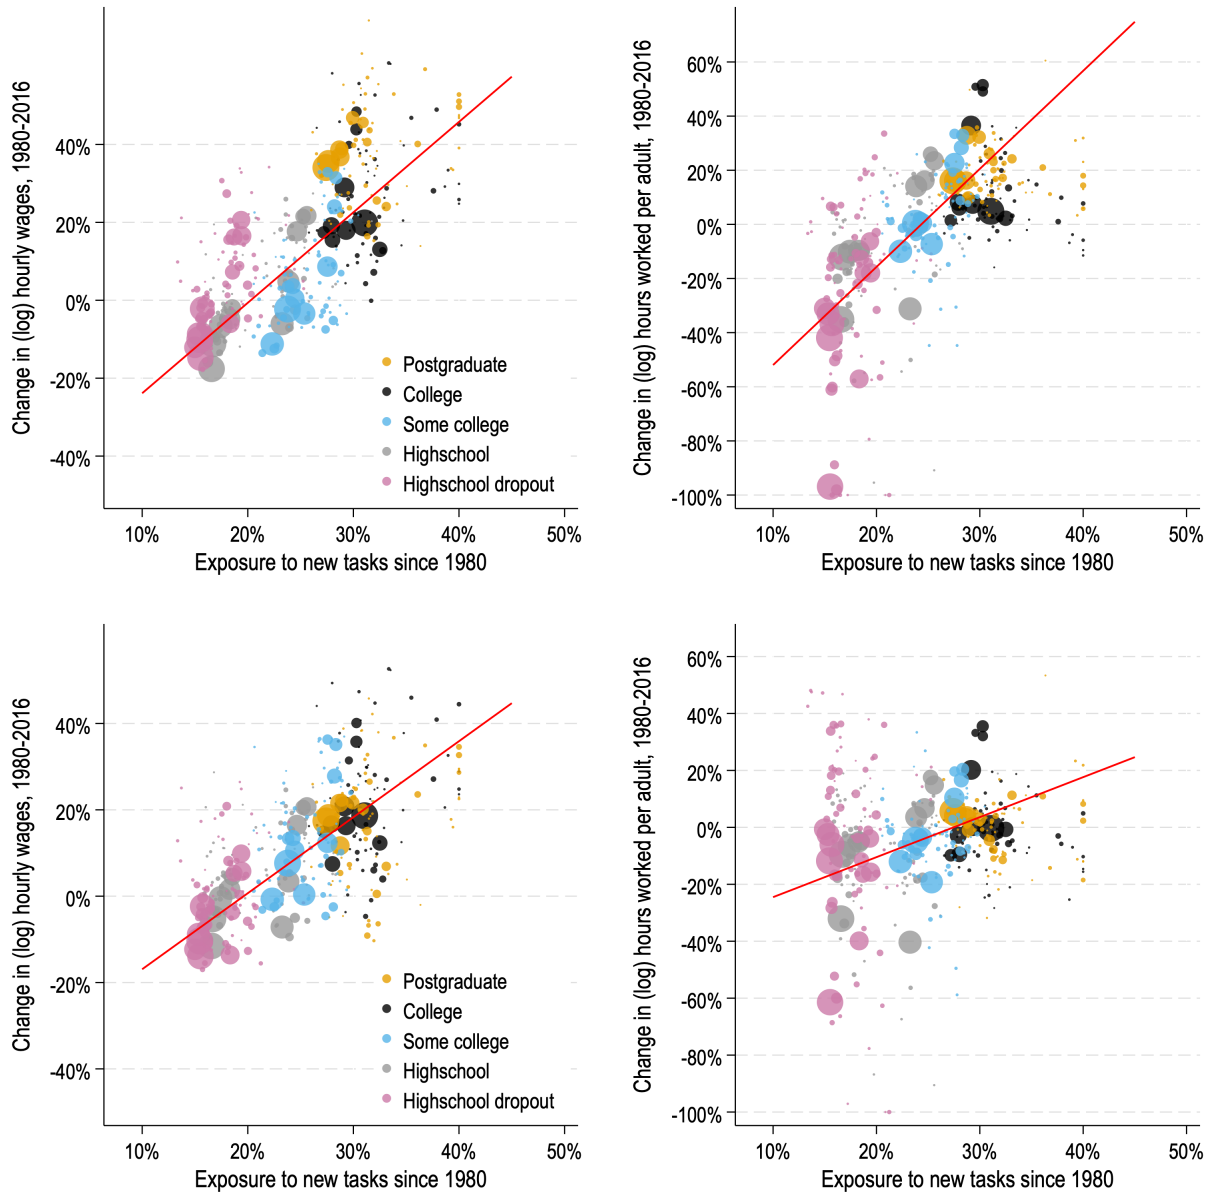 Change in (log) hourly wages, 1980-2016
40%
20%
0%
-20%
-40%
Postgraduate
College
Some college
Highschool
Highschool dropout
10%
20%
30%
40%
50%
Exposure to new tasks since 1980
Change in (log) hours worked per adult, 1980-2016
60%
40%
20%
0%
-20%
-40%
-60%
-80%
-100%
10%
20%
30%
40%
50%
Exposure to new tasks since 1980
Change in (log) hourly wages, 1980-2016
40%
20%
0%
-20%
-40%
Postgraduate
College
Some college
Highschool
Highschool dropout
10%
20%
30%
40%
50%
Exposure to new tasks since 1980
Change in (log) hours worked per adult, 1980-2016
60%
40%
20%
0%
-20%
-40%
-60%
-80%
-100%
10%
20%
30%
40%
50%
Exposure to new tasks since 1980